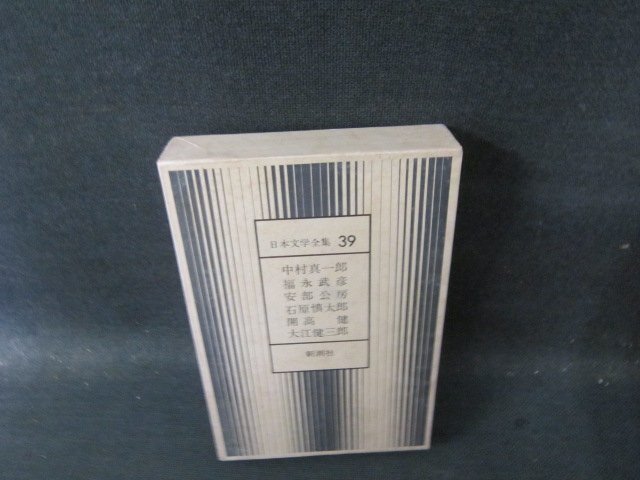 日本文学全集 39
中村真一郎
福永武彦
安部公房
石原慎太郎
開高 健
大江健三郎
新潮社